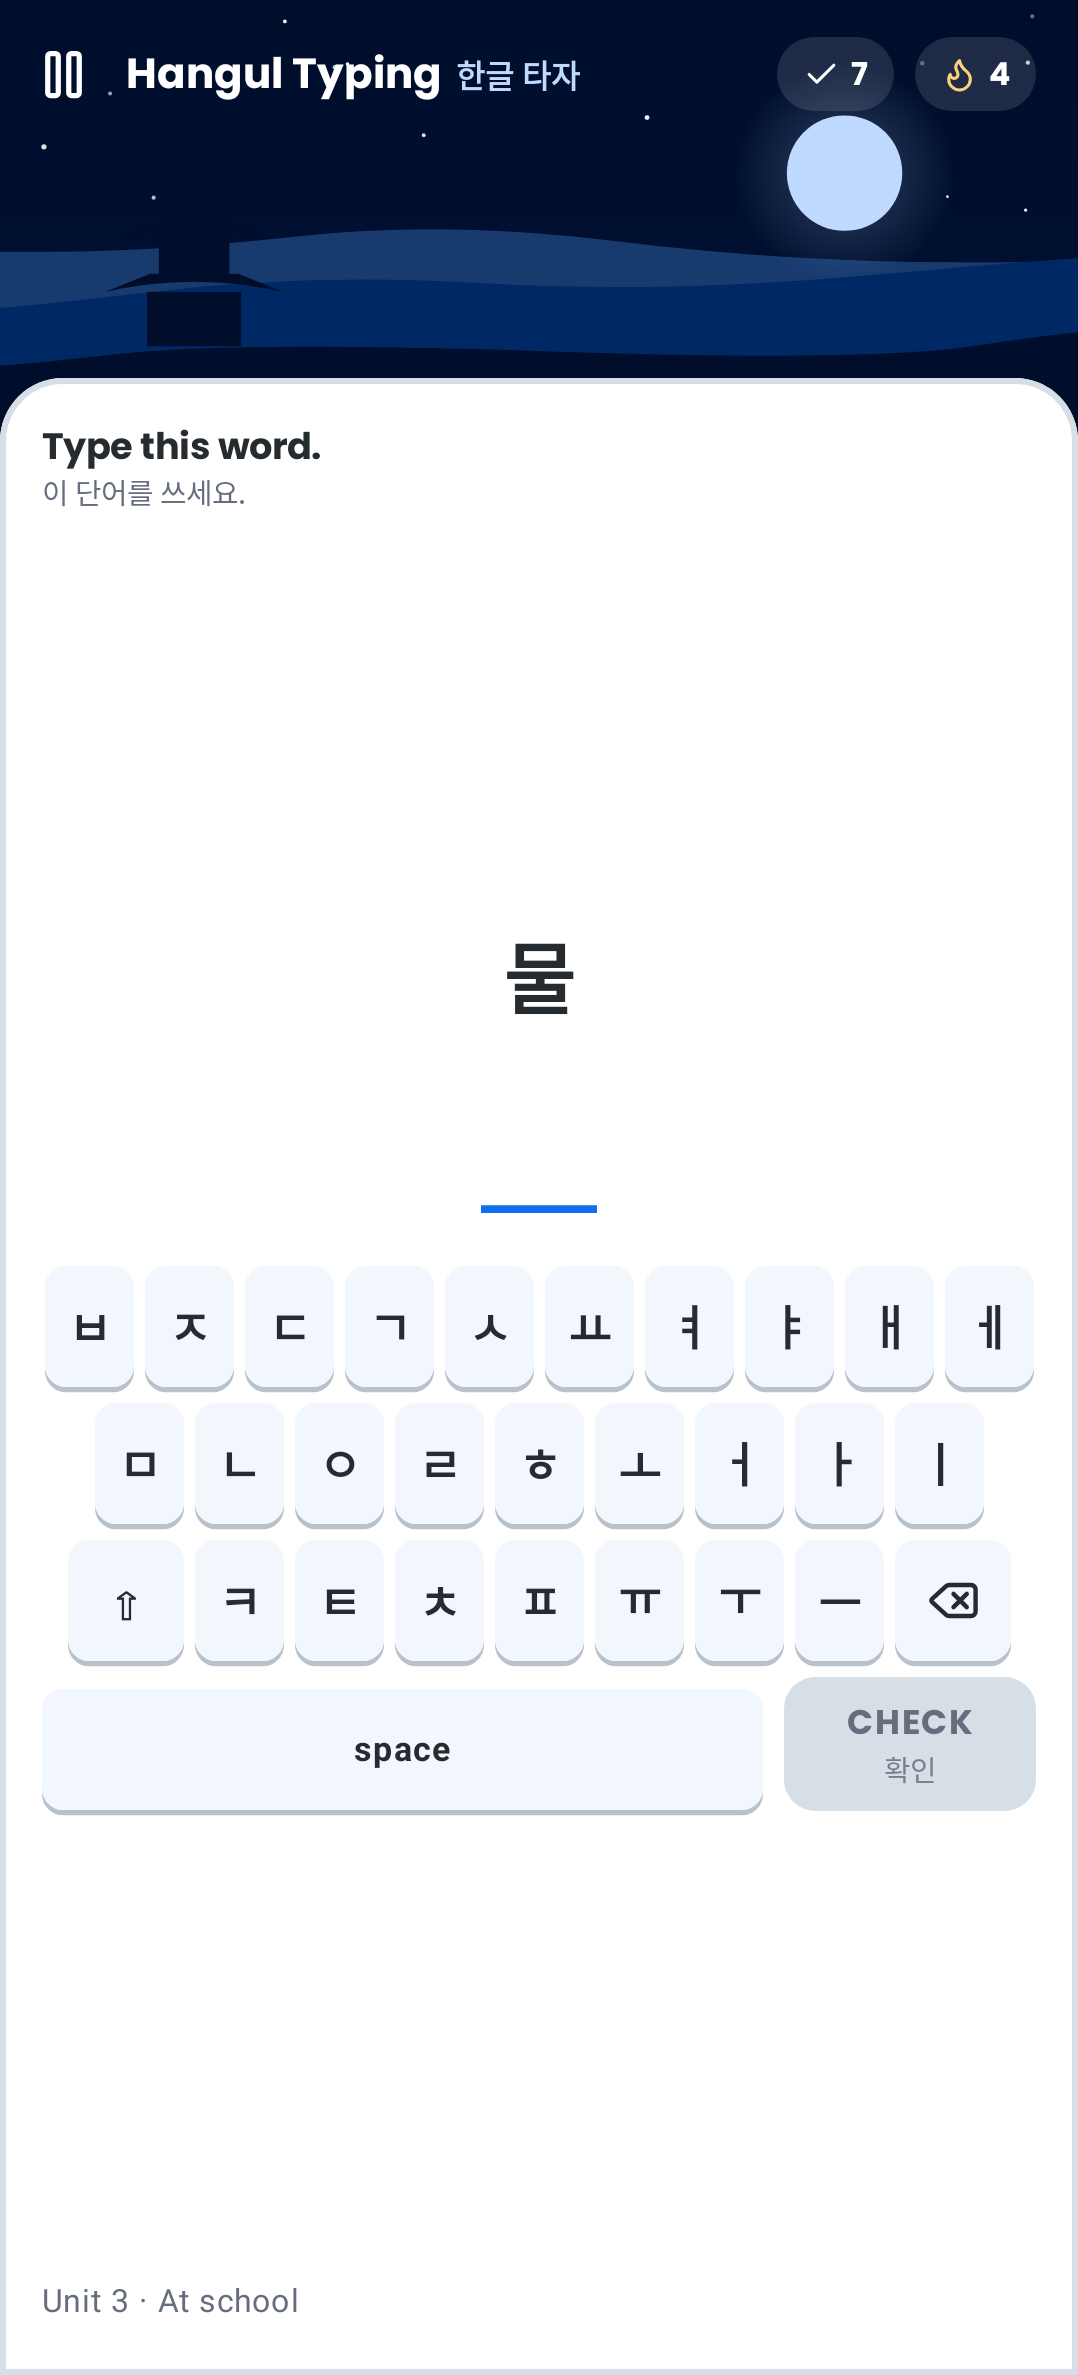 Hangul Typing 한글 타자
7
4
Type this word.
이 단어를 쓰세요.
물
ㅂ ㅈ ㄷ ㄱ ㅅ ㅛ ㅕ ㅑ ㅐ ㅔ
ㅁ ㄴ ㅇ ㄹ ㅎ ㅗ ㅓ ㅏ ㅣ
⇧ ㅋ ㅌ ㅊ ㅍ ㅠ ㅜ ㅡ
space
CHECK
확인
Unit 3 · At school